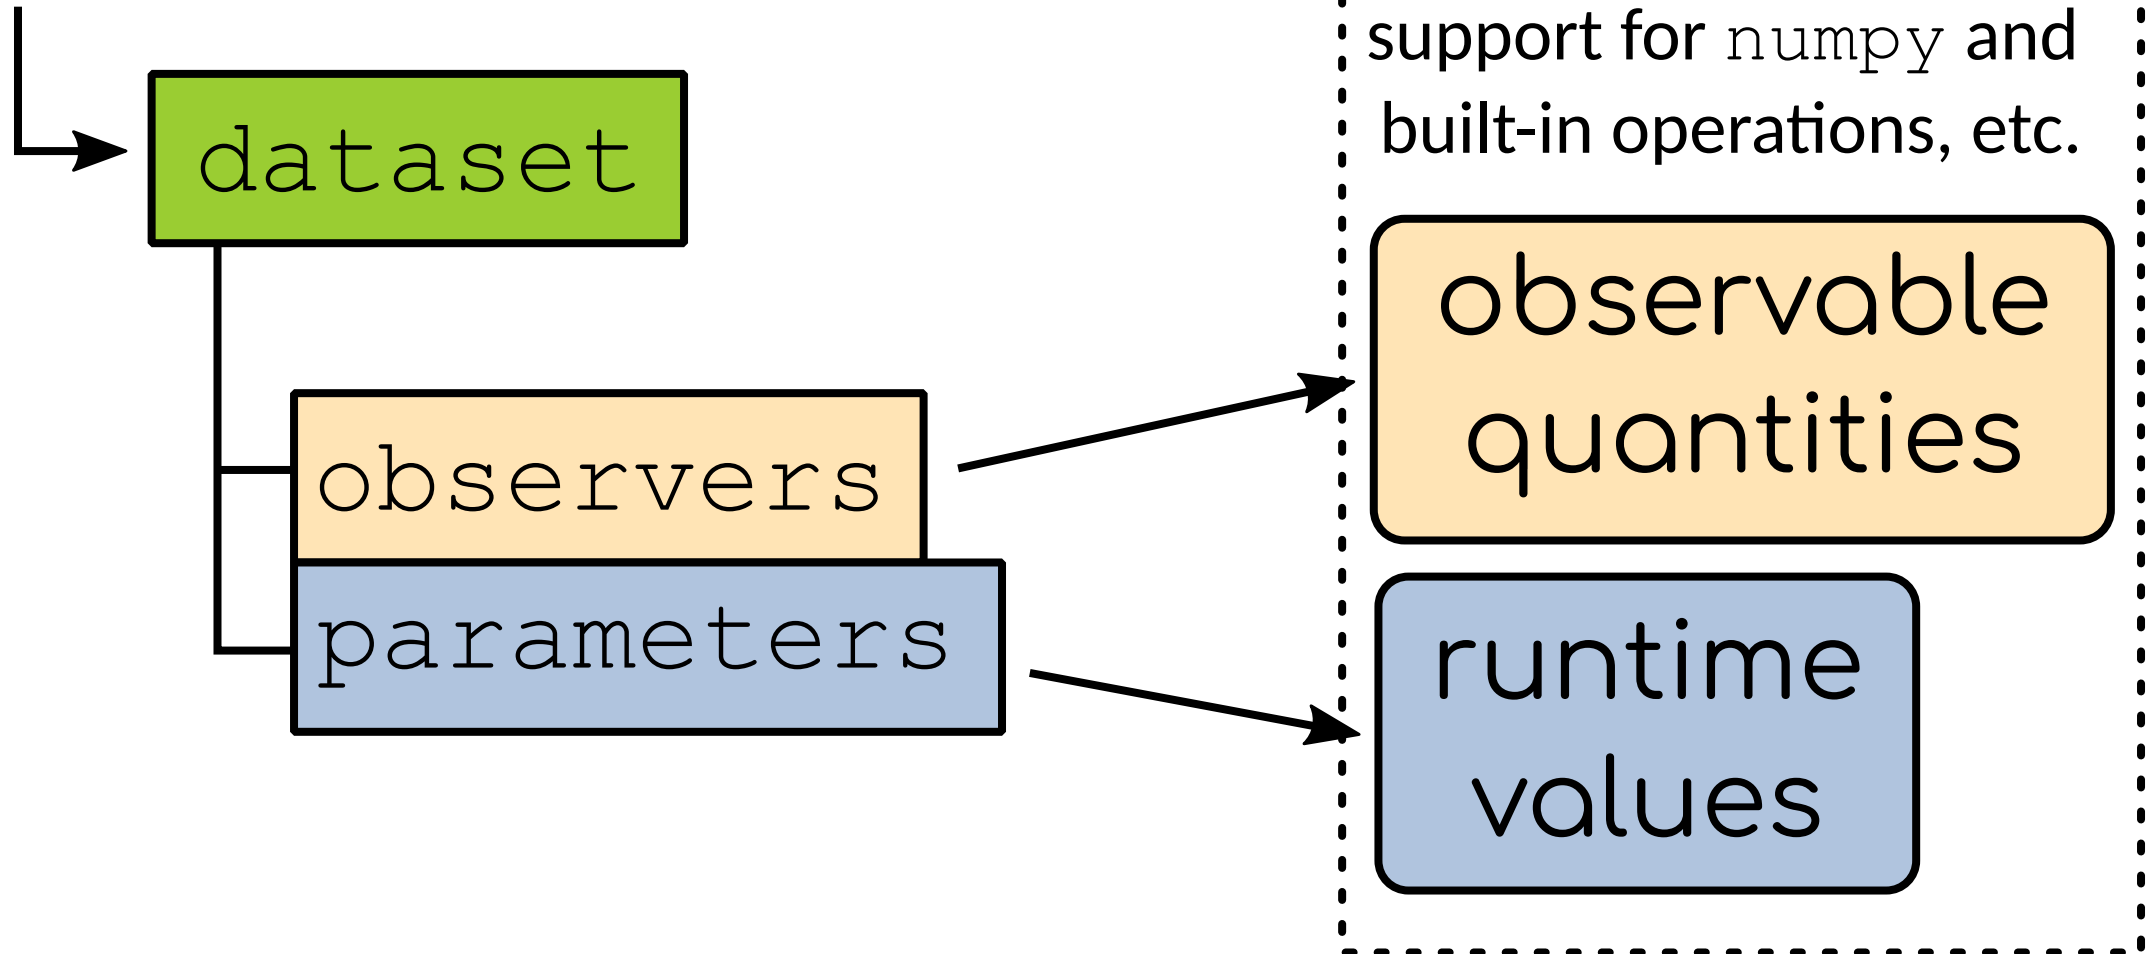 dataset
observers
parameters
support for numpy and
built-in operations, etc.
observable
quantities
runtime
values